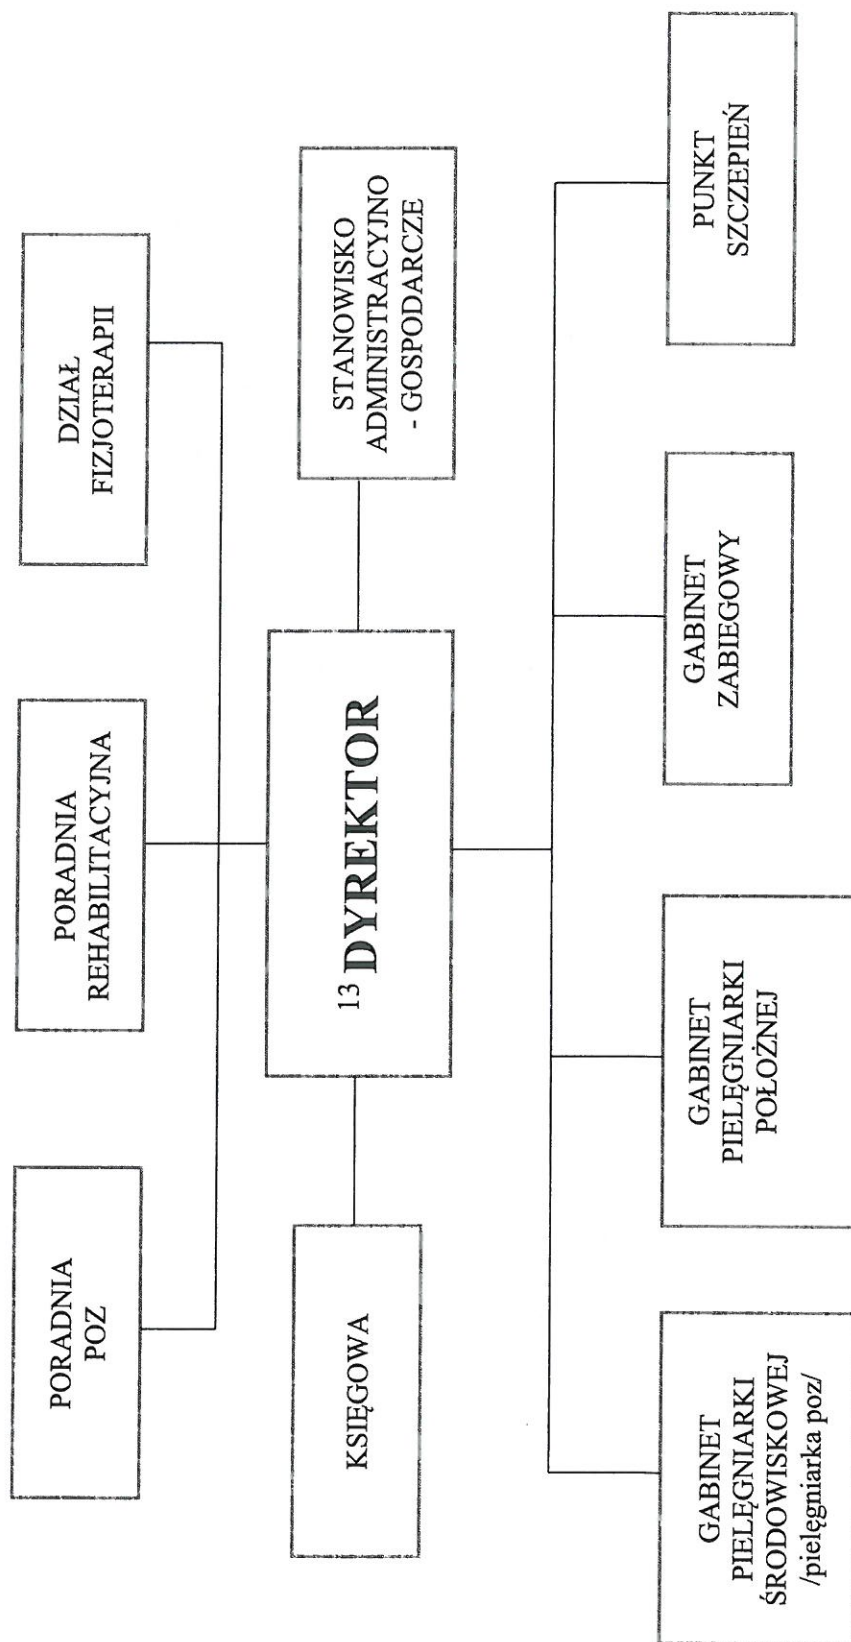 PORADNIA
POZ
PORADNIA
REHABILITACYJNA
DZIAŁ
FIZJOTERAPII
KSIĘGOWA
13 DYREKTOR
STANOWISKO
ADMINISTRACYJNO
- GOSPODARCZE
GABINET
PIELĘGNIARKI
ŚRODOWISKOWEJ
/pielęgniarka poz/
GABINET
PIELĘGNIARKI
POŁOŻNEJ
GABINET
ZABIEGOWY
PUNKT
SZCZEPIEŃ